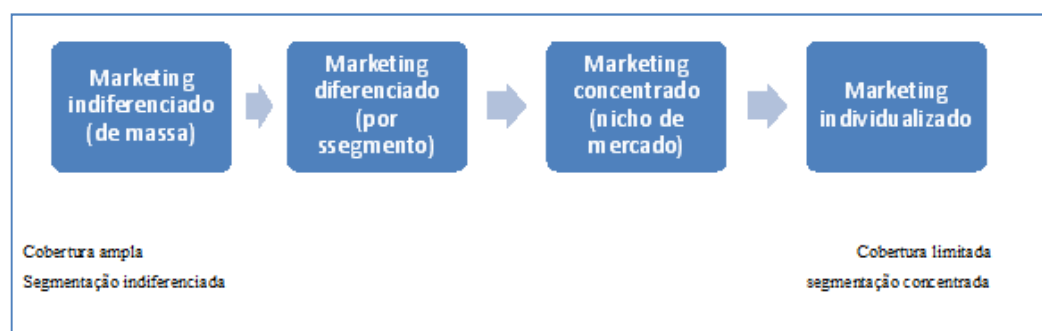 Marketing
indiferenciado
(de massa)
Marketing
diferenciado
(por
ssegmento)
Marketing
concentrado
(nicho de
mercado)
Marketing
individualizado
Cobertura ampla
Segmentação indiferenciada
Cobertura limitada
segmentação concentrada